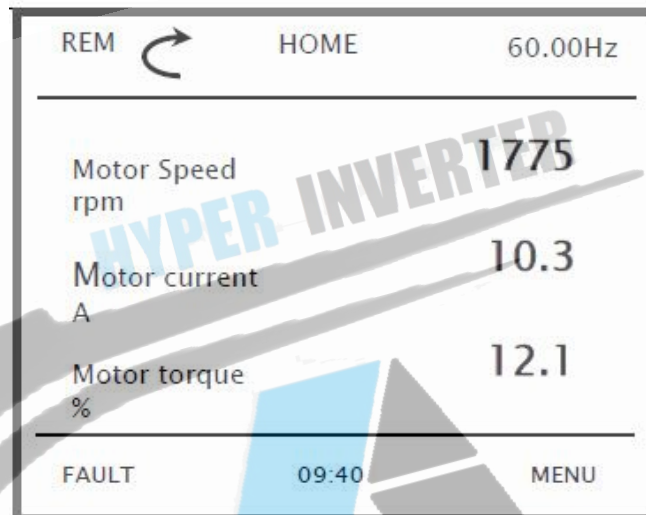 REM HOME 60.00Hz
HYPER INVERTER
Motor Speed 1775
rpm
Motor current 10.3
A
Motor torque 12.1
%
FAULT 09:40 MENU